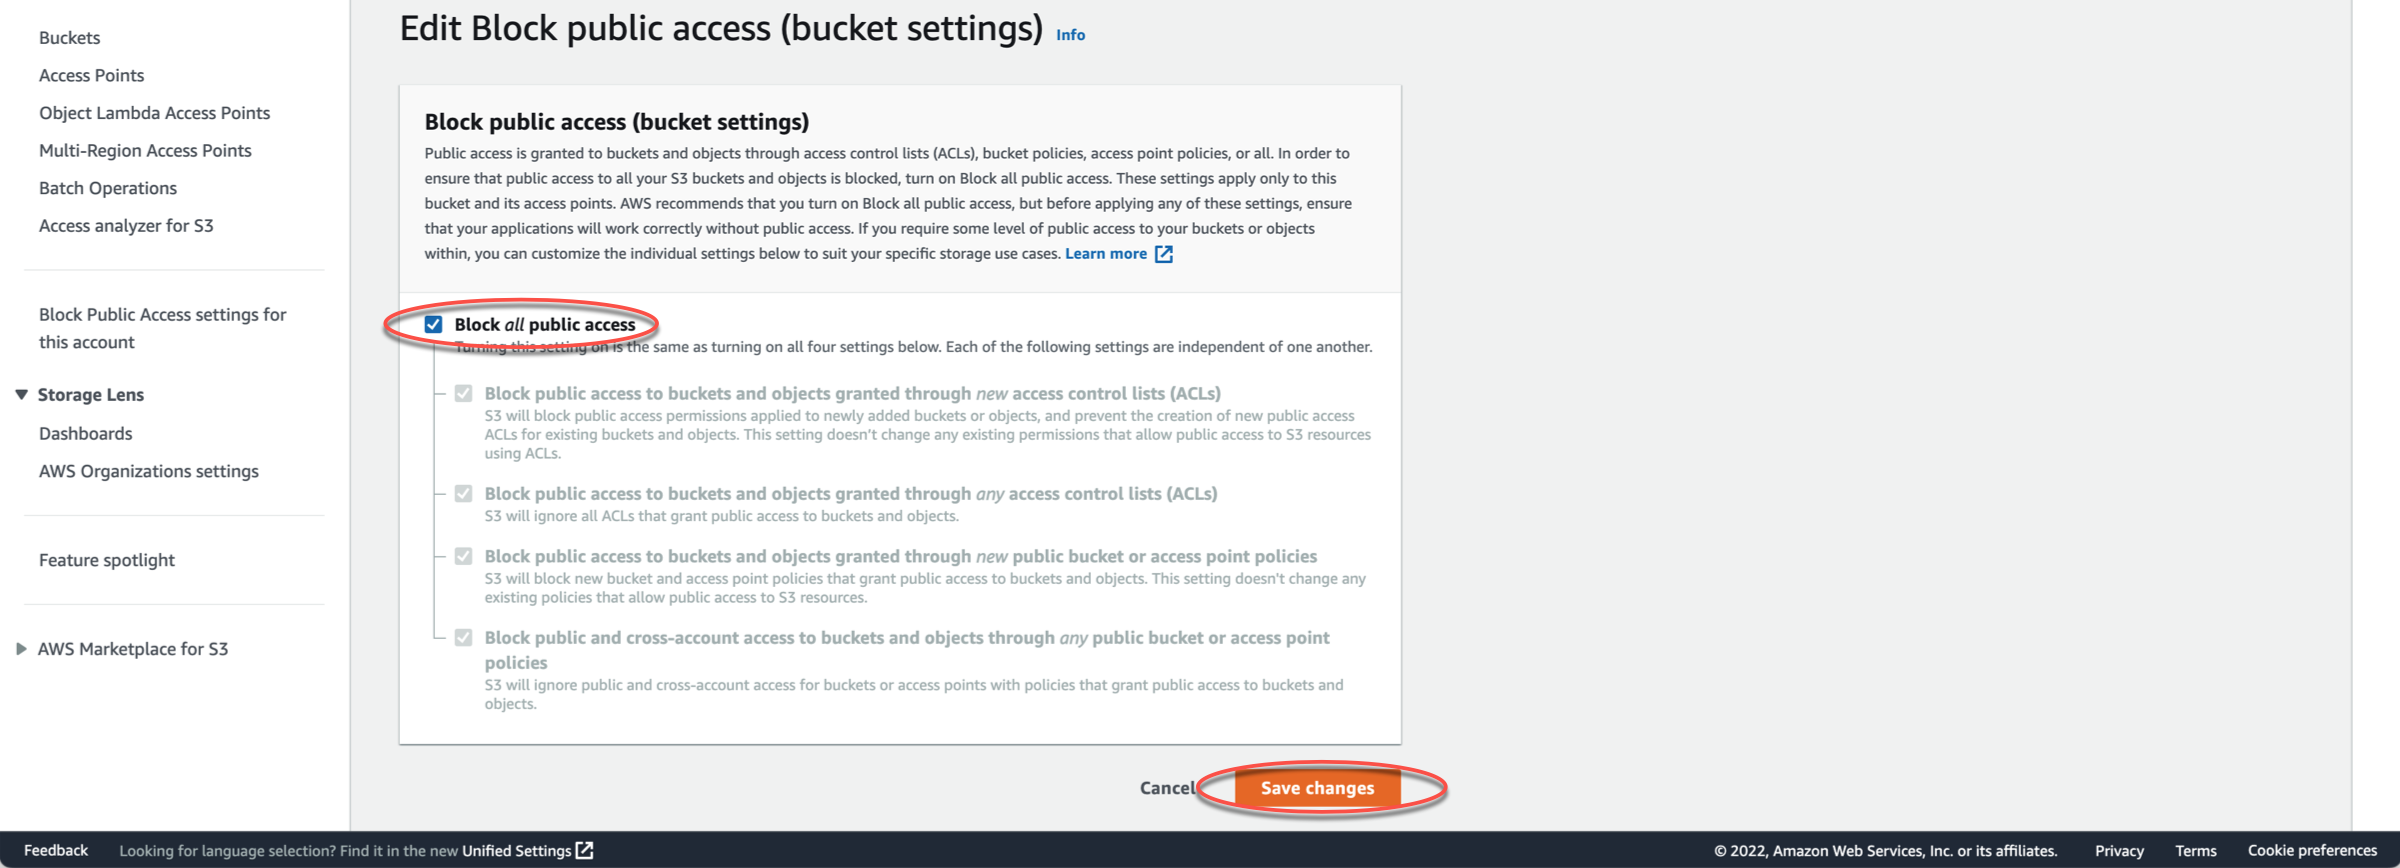 Buckets
Access Points
Object Lambda Access Points
Multi-Region Access Points
Batch Operations
Access analyzer for S3
Block Public Access settings for
this account
Storage Lens
Dashboards
AWS Organizations settings
Feature spotlight
AWS Marketplace for S3
Edit Block public access (bucket settings) Info
Block public access (bucket settings)
Public access is granted to buckets and objects through access control lists (ACLs), bucket policies, access point policies, or all. In order to
ensure that public access to all your S3 buckets and objects is blocked, turn on Block all public access. These settings apply only to this
bucket and its access points. AWS recommends that you turn on Block all public access, but before applying any of these settings, ensure
that your applications will work correctly without public access. If you require some level of public access to your buckets or objects
within, you can customize the individual settings below to suit your specific storage use cases. Learn more
Block all public access
Turning this setting on is the same as turning on all four settings below. Each of the following settings are independent of one another.
Block public access to buckets and objects granted through new access control lists (ACLs)
S3 will block public access permissions applied to newly added buckets or objects, and prevent the creation of new public access
ACLs for existing buckets and objects. This setting doesn't change any existing permissions that allow public access to S3 resources
using ACLs.
Block public access to buckets and objects granted through any access control lists (ACLs)
S3 will ignore all ACLs that grant public access to buckets and objects.
Block public access to buckets and objects granted through new public bucket or access point policies
S3 will block new bucket and access point policies that grant public access to buckets and objects. This setting doesn't change any
existing policies that allow public access to S3 resources.
Block public and cross-account access to buckets and objects through any public bucket or access point
policies
S3 will ignore public and cross-account access for buckets or access points with policies that grant public access to buckets and
objects.
Cancel Save changes
Feedback Looking for language selection? Find it in the new Unified Settings © 2022, Amazon Web Services, Inc. or its affiliates. Privacy Terms Cookie preferences